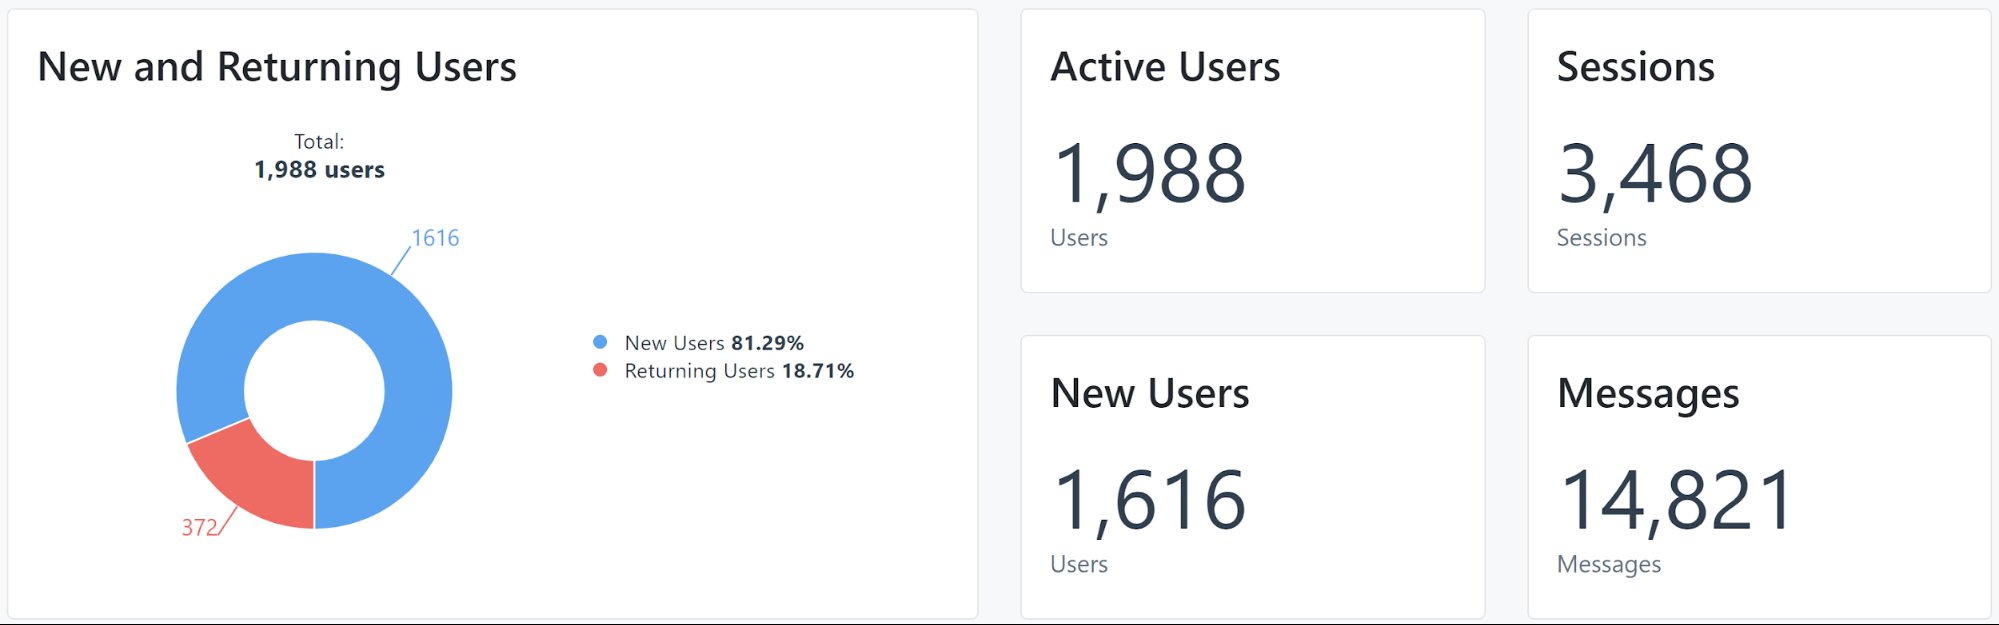 New and Returning Users
Total:
1,988 users
1616
372
New Users 81.29%
Returning Users 18.71%
Active Users
1,988
Users
Sessions
3,468
Sessions
New Users
1,616
Users
Messages
14,821
Messages